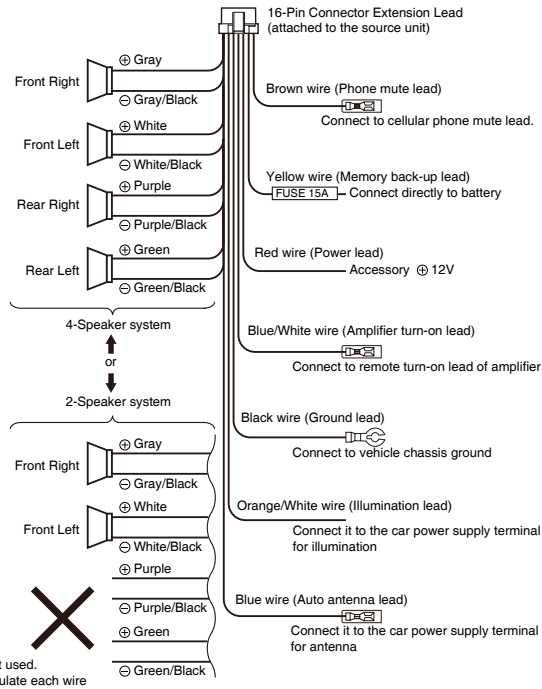 16-Pin Connector Extension Lead
(attached to the source unit)
⊕ Gray
Front Right
⊖ Gray/Black
⊕ White
Front Left
⊖ White/Black
⊕ Purple
Rear Right
⊖ Purple/Black
⊕ Green
Rear Left
⊖ Green/Black
4-Speaker system
or
2-Speaker system
⊕ Gray
Front Right
⊖ Gray/Black
⊕ White
Front Left
⊖ White/Black
⊕ Purple
⊖ Purple/Black
⊕ Green
⊖ Green/Black
t used.
ulate each wire
Brown wire (Phone mute lead)
Connect to cellular phone mute lead.
Yellow wire (Memory back-up lead)
FUSE 15A
Connect directly to battery
Red wire (Power lead)
Accessory ⊕ 12V
Blue/White wire (Amplifier turn-on lead)
Connect to remote turn-on lead of amplifier
Black wire (Ground lead)
Connect to vehicle chassis ground
Orange/White wire (Illumination lead)
Connect it to the car power supply terminal
for illumination
Blue wire (Auto antenna lead)
Connect it to the car power supply terminal
for antenna